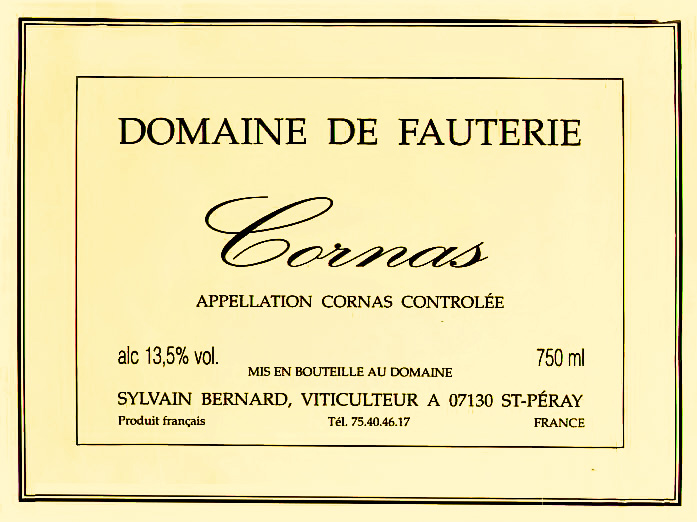 DOMAINE DE FAUTERIE
Cornas
APPELLATION CORNAS CONTROLÉE
alc 13,5% vol.
750 ml
MIS EN BOUTEILLE AU DOMAINE
SYLVAIN BERNARD, VITICULTEUR A 07130 ST-PÉRAY
Produit français Tél. 75.40.46.17 FRANCE